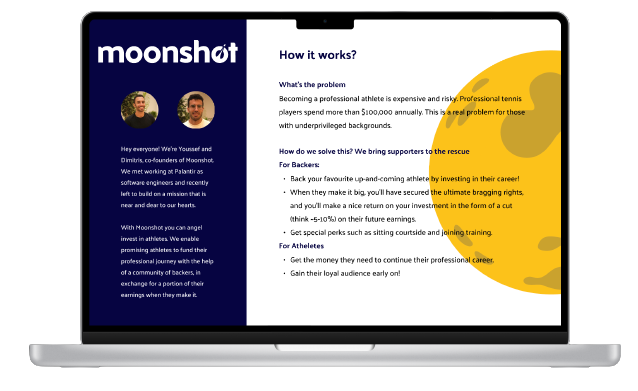 moonshot
Hey everyone! We're Youssef and
Dimitris, co-founders of Moonshot.
We met working at Palantir as
software engineers and recently
left to build on a mission that is
near and dear to our hearts.
With Moonshot you can angel
invest in athletes. We enable
promising athletes to fund their
professional journey with the help
of a community of backers, in
exchange for a portion of their
earnings when they make it.
How it works?
What's the problem
Becoming a professional athlete is expensive and risky. Professional tennis
players spend more than $100,000 annually. This is a real problem for those
with underprivileged backgrounds.
How do we solve this? We bring supporters to the rescue
For Backers:
• Back your favourite up-and-coming athlete by investing in their career!
• When they make it big, you'll have secured the ultimate bragging rights,
and you'll make a nice return on your investment in the form of a cut
(think ~5-10%) on their future earnings.
• Get special perks such as sitting courtside and joining training.
For Atheletes
• Get the money they need to continue their professional career.
• Gain their loyal audience early on!